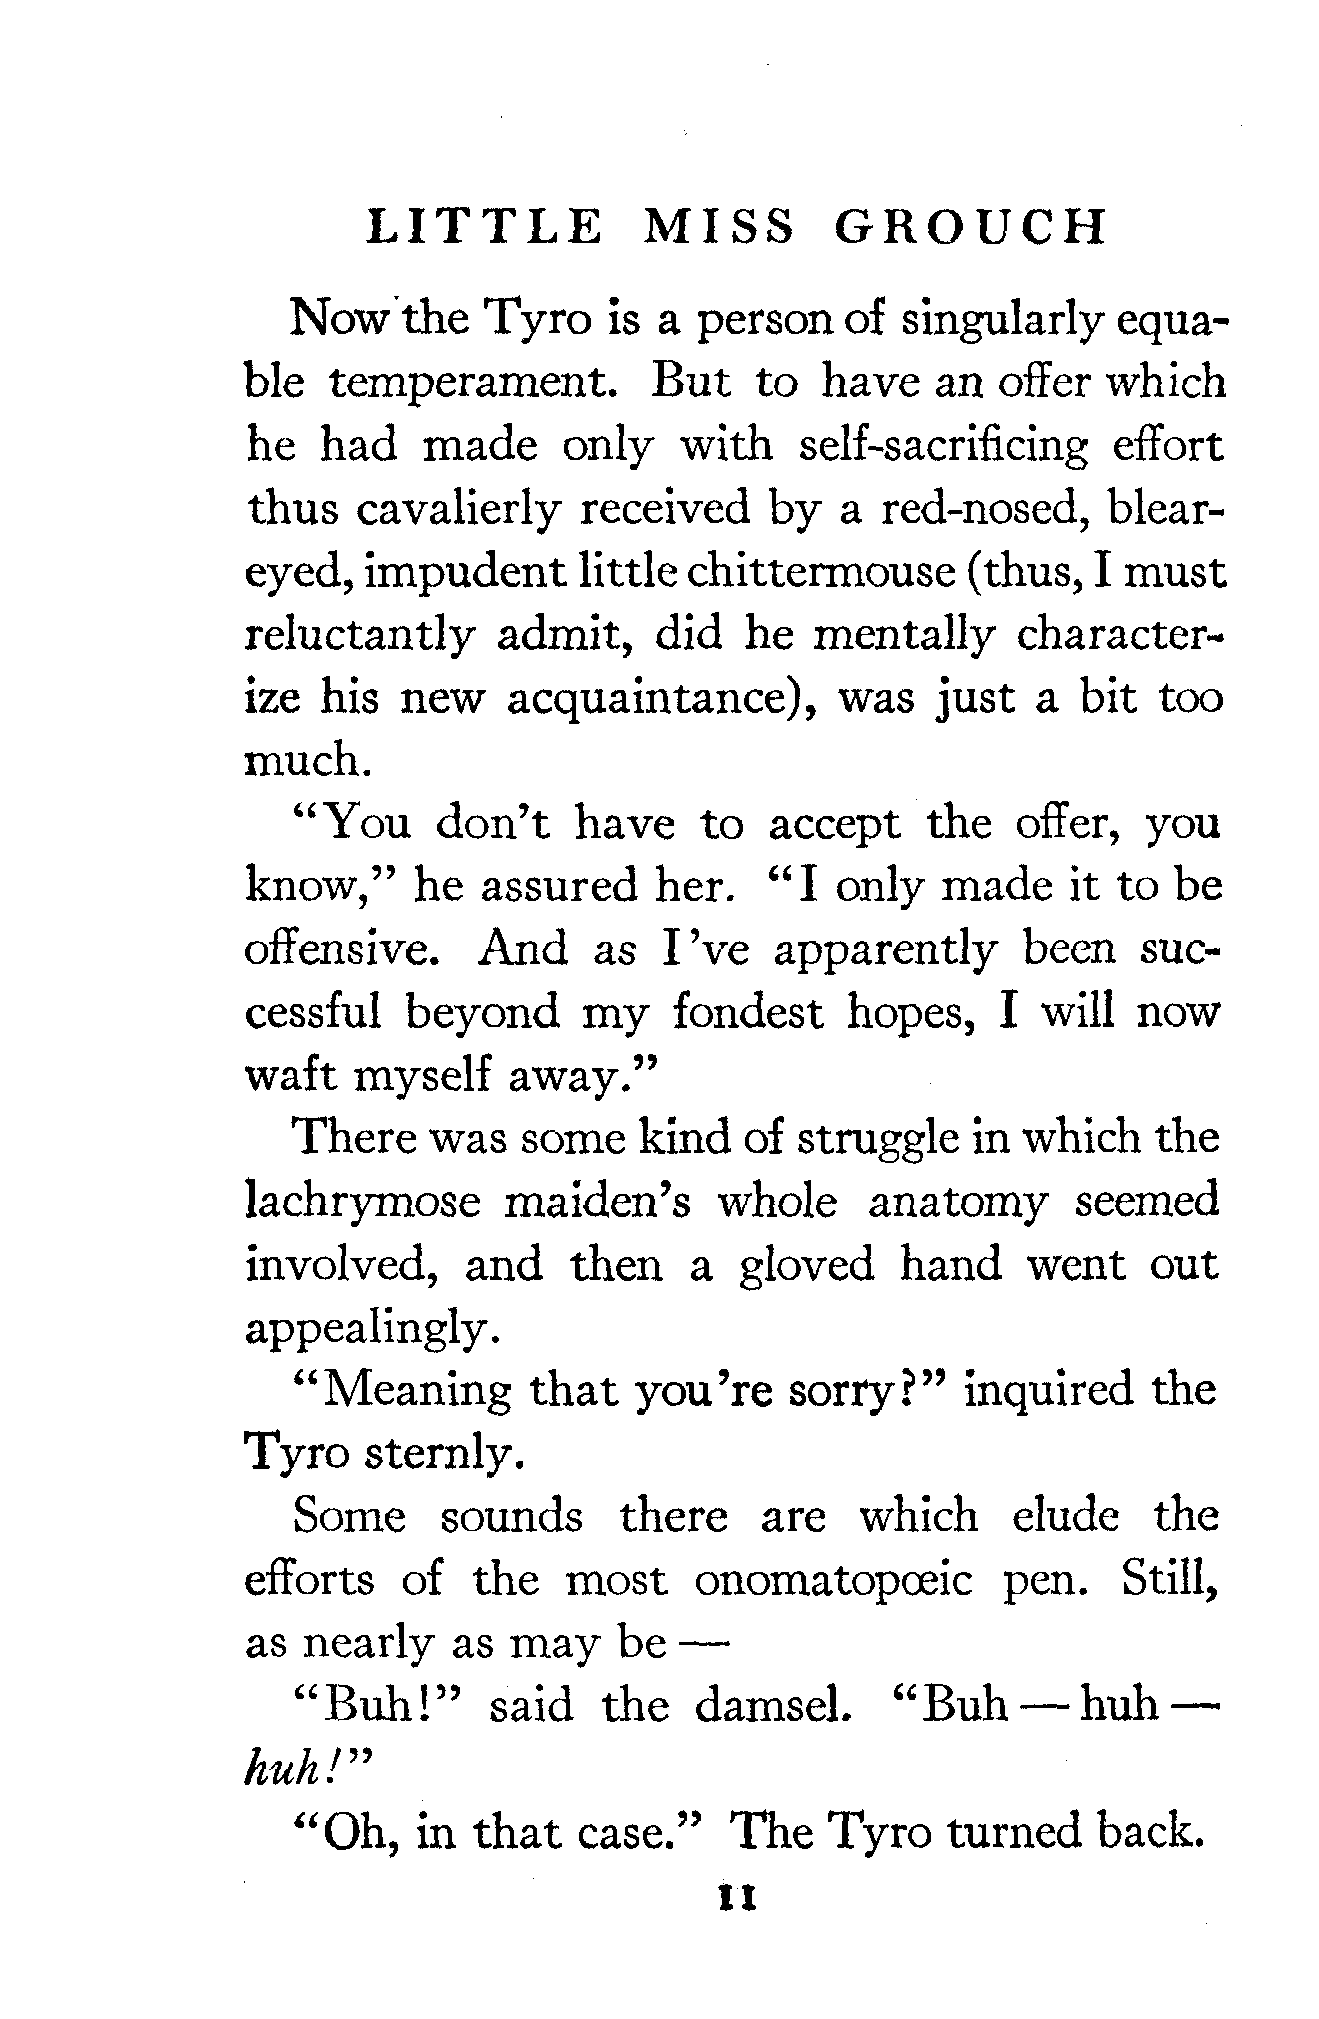 LITTLE MISS GROUCH
Now the Tyro is a person of singularly equa-
ble temperament. But to have an offer which
he had made only with self-sacrificing effort
thus cavalierly received by a red-nosed, blear-
eyed, impudent little chittermouse (thus, I must
reluctantly admit, did he mentally character-
ize his new acquaintance), was just a bit too
much.
“You don’t have to accept the offer, you
know,” he assured her. “I only made it to be
offensive. And as I’ve apparently been suc-
cessful beyond my fondest hopes, I will now
waft myself away.”
There was some kind of struggle in which the
lachrymose maiden’s whole anatomy seemed
involved, and then a gloved hand went out
appealingly.
“Meaning that you’re sorry?” inquired the
Tyro sternly.
Some sounds there are which elude the
efforts of the most onomatopœic pen. Still,
as nearly as may be —
“Buh!” said the damsel. “Buh — huh —
huh!”
“Oh, in that case.” The Tyro turned back.
11